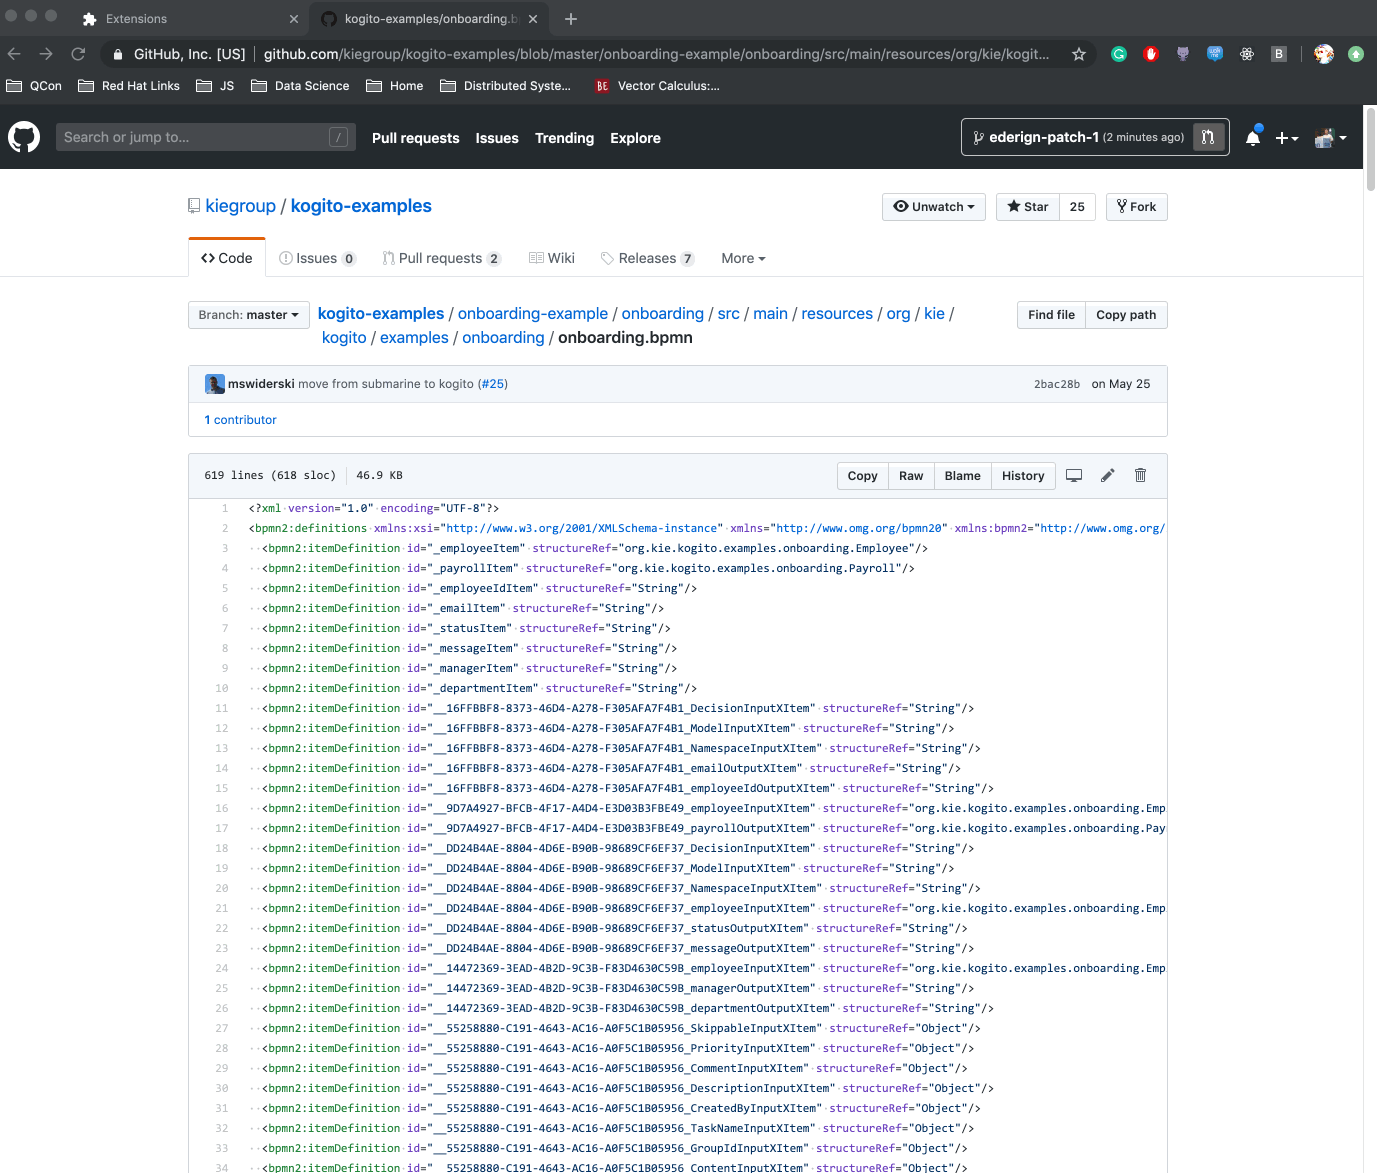 Extensions
kogito-examples/onboarding.b
GitHub, Inc. [US] | github.com/kiegroup/kogito-examples/blob/master/onboarding-example/onboarding/src/main/resources/org/kie/kogit...
QCon Red Hat Links JS Data Science Home Distributed Syste... BE Vector Calculus:...
Search or jump to... / Pull requests Issues Trending Explore ederign-patch-1 (2 minutes ago)
kiegroup / kogito-examples Unwatch Star 25 Fork
Code Issues 0 Pull requests 2 Wiki Releases 7 More
Branch: master kogito-examples / onboarding-example / onboarding / src / main / resources / org / kie / Find file Copy path
kogito / examples / onboarding / onboarding.bpmn
mswiderski move from submarine to kogito (#25) 2bac28b on May 25
1 contributor
619 lines (618 sloc) 46.9 KB Copy Raw Blame History
1 <?xml version="1.0" encoding="UTF-8"?>
2 <bpmn2:definitions xmlns:xsi="http://www.w3.org/2001/XMLSchema-instance" xmlns="http://www.omg.org/bpmn20" xmlns:bpmn2="http://www.omg.org/
3 <bpmn2:itemDefinition id="_employeeItem" structureRef="org.kie.kogito.examples.onboarding.Employee"/>
4 <bpmn2:itemDefinition id="_payrollItem" structureRef="org.kie.kogito.examples.onboarding.Payroll"/>
5 <bpmn2:itemDefinition id="_employeeIdItem" structureRef="String"/>
6 <bpmn2:itemDefinition id="_emailItem" structureRef="String"/>
7 <bpmn2:itemDefinition id="_statusItem" structureRef="String"/>
8 <bpmn2:itemDefinition id="_messageItem" structureRef="String"/>
9 <bpmn2:itemDefinition id="_managerItem" structureRef="String"/>
10 <bpmn2:itemDefinition id="_departmentItem" structureRef="String"/>
11 <bpmn2:itemDefinition id="__16FFBBF8-8373-46D4-A278-F305AFA7F4B1_DecisionInputXItem" structureRef="String"/>
12 <bpmn2:itemDefinition id="__16FFBBF8-8373-46D4-A278-F305AFA7F4B1_ModelInputXItem" structureRef="String"/>
13 <bpmn2:itemDefinition id="__16FFBBF8-8373-46D4-A278-F305AFA7F4B1_NamespaceInputXItem" structureRef="String"/>
14 <bpmn2:itemDefinition id="__16FFBBF8-8373-46D4-A278-F305AFA7F4B1_emailOutputXItem" structureRef="String"/>
15 <bpmn2:itemDefinition id="__16FFBBF8-8373-46D4-A278-F305AFA7F4B1_employeeIdOutputXItem" structureRef="String"/>
16 <bpmn2:itemDefinition id="__9D7A4927-BFCB-4F17-A4D4-E3D03B3FBE49_employeeInputXItem" structureRef="org.kie.kogito.examples.onboarding.Emp
17 <bpmn2:itemDefinition id="__9D7A4927-BFCB-4F17-A4D4-E3D03B3FBE49_payrollOutputXItem" structureRef="org.kie.kogito.examples.onboarding.Pay
18 <bpmn2:itemDefinition id="__DD24B4AE-8804-4D6E-B90B-98689CF6EF37_DecisionInputXItem" structureRef="String"/>
19 <bpmn2:itemDefinition id="__DD24B4AE-8804-4D6E-B90B-98689CF6EF37_ModelInputXItem" structureRef="String"/>
20 <bpmn2:itemDefinition id="__DD24B4AE-8804-4D6E-B90B-98689CF6EF37_NamespaceInputXItem" structureRef="String"/>
21 <bpmn2:itemDefinition id="__DD24B4AE-8804-4D6E-B90B-98689CF6EF37_employeeInputXItem" structureRef="org.kie.kogito.examples.onboarding.Emp
22 <bpmn2:itemDefinition id="__DD24B4AE-8804-4D6E-B90B-98689CF6EF37_statusOutputXItem" structureRef="String"/>
23 <bpmn2:itemDefinition id="__DD24B4AE-8804-4D6E-B90B-98689CF6EF37_messageOutputXItem" structureRef="String"/>
24 <bpmn2:itemDefinition id="__14472369-3EAD-4B2D-9C3B-F83D4630C59B_employeeInputXItem" structureRef="org.kie.kogito.examples.onboarding.Emp
25 <bpmn2:itemDefinition id="__14472369-3EAD-4B2D-9C3B-F83D4630C59B_managerOutputXItem" structureRef="String"/>
26 <bpmn2:itemDefinition id="__14472369-3EAD-4B2D-9C3B-F83D4630C59B_departmentOutputXItem" structureRef="String"/>
27 <bpmn2:itemDefinition id="__55258880-C191-4643-AC16-A0F5C1B05956_SkippableInputXItem" structureRef="Object"/>
28 <bpmn2:itemDefinition id="__55258880-C191-4643-AC16-A0F5C1B05956_PriorityInputXItem" structureRef="Object"/>
29 <bpmn2:itemDefinition id="__55258880-C191-4643-AC16-A0F5C1B05956_CommentInputXItem" structureRef="Object"/>
30 <bpmn2:itemDefinition id="__55258880-C191-4643-AC16-A0F5C1B05956_DescriptionInputXItem" structureRef="Object"/>
31 <bpmn2:itemDefinition id="__55258880-C191-4643-AC16-A0F5C1B05956_CreatedByInputXItem" structureRef="Object"/>
32 <bpmn2:itemDefinition id="__55258880-C191-4643-AC16-A0F5C1B05956_TaskNameInputXItem" structureRef="Object"/>
33 <bpmn2:itemDefinition id="__55258880-C191-4643-AC16-A0F5C1B05956_GroupIdInputXItem" structureRef="Object"/>
34 <bpmn2:itemDefinition id="__55258880-C191-4643-AC16-A0F5C1B05956_ContentInputXItem" structureRef="Object"/>